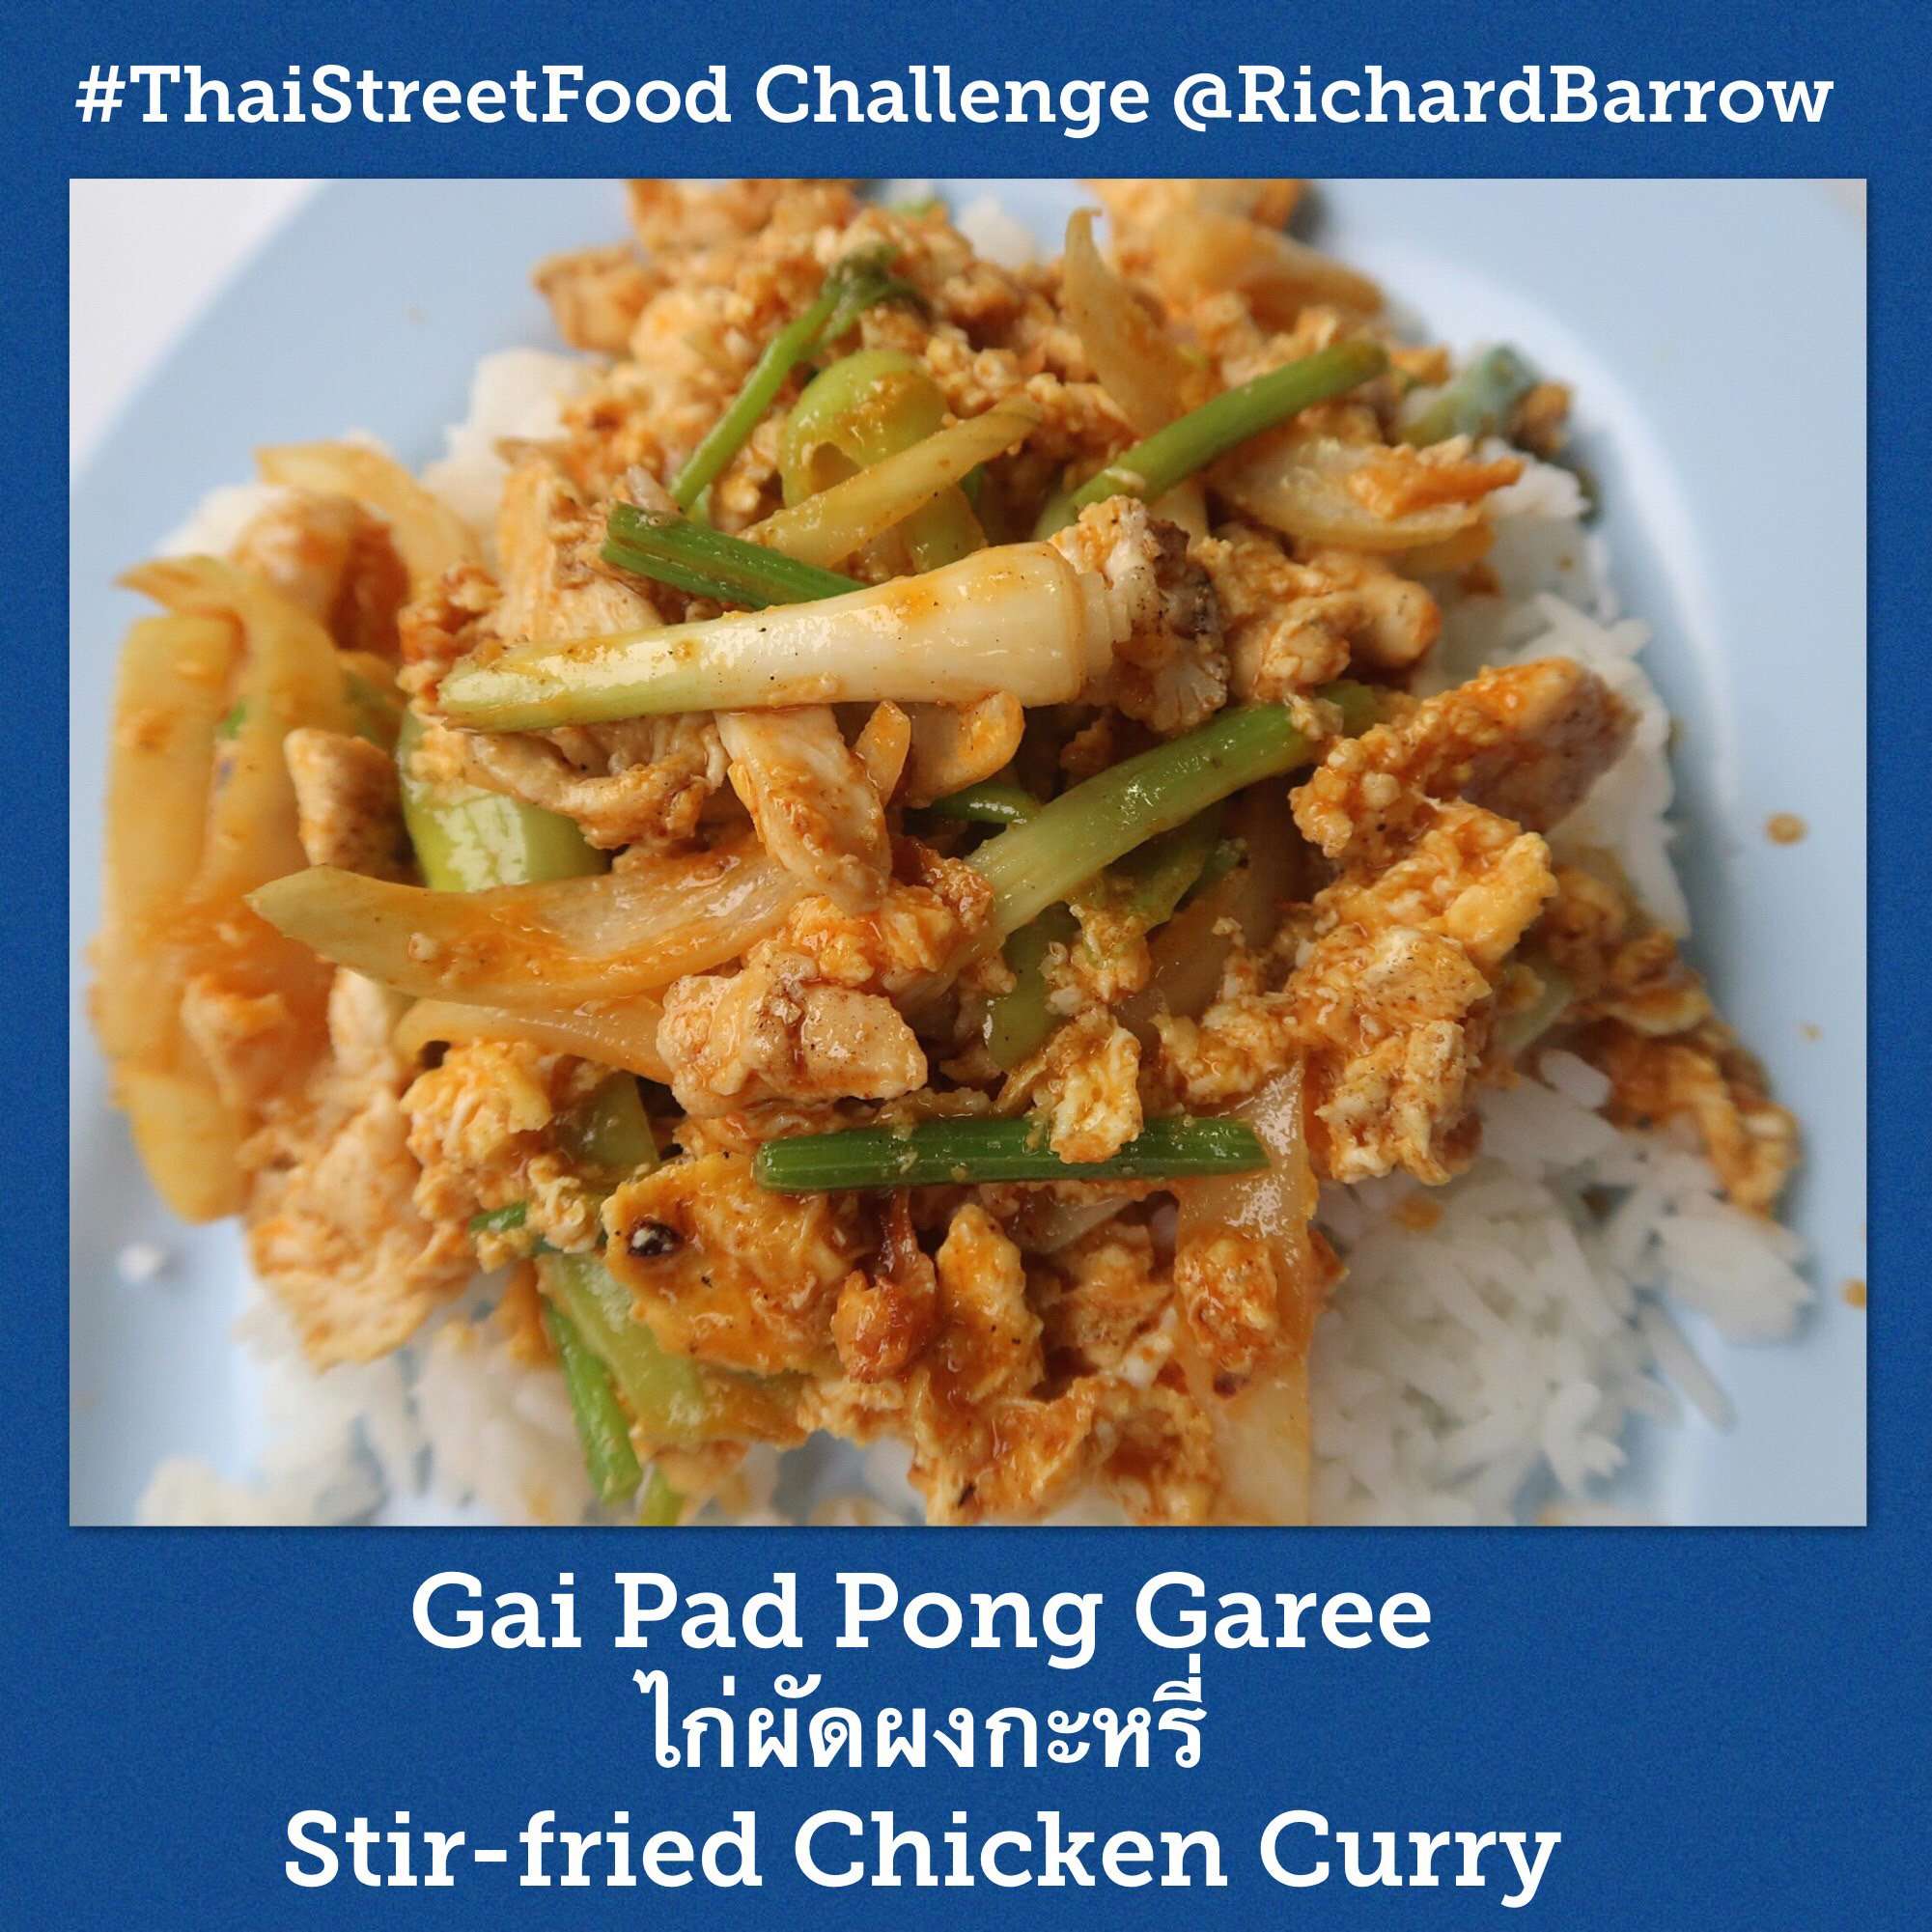 #ThaiStreetFood Challenge @RichardBarrow
Gai Pad Pong Garee
ไก่ผัดผงกะหรี่
Stir-fried Chicken Curry